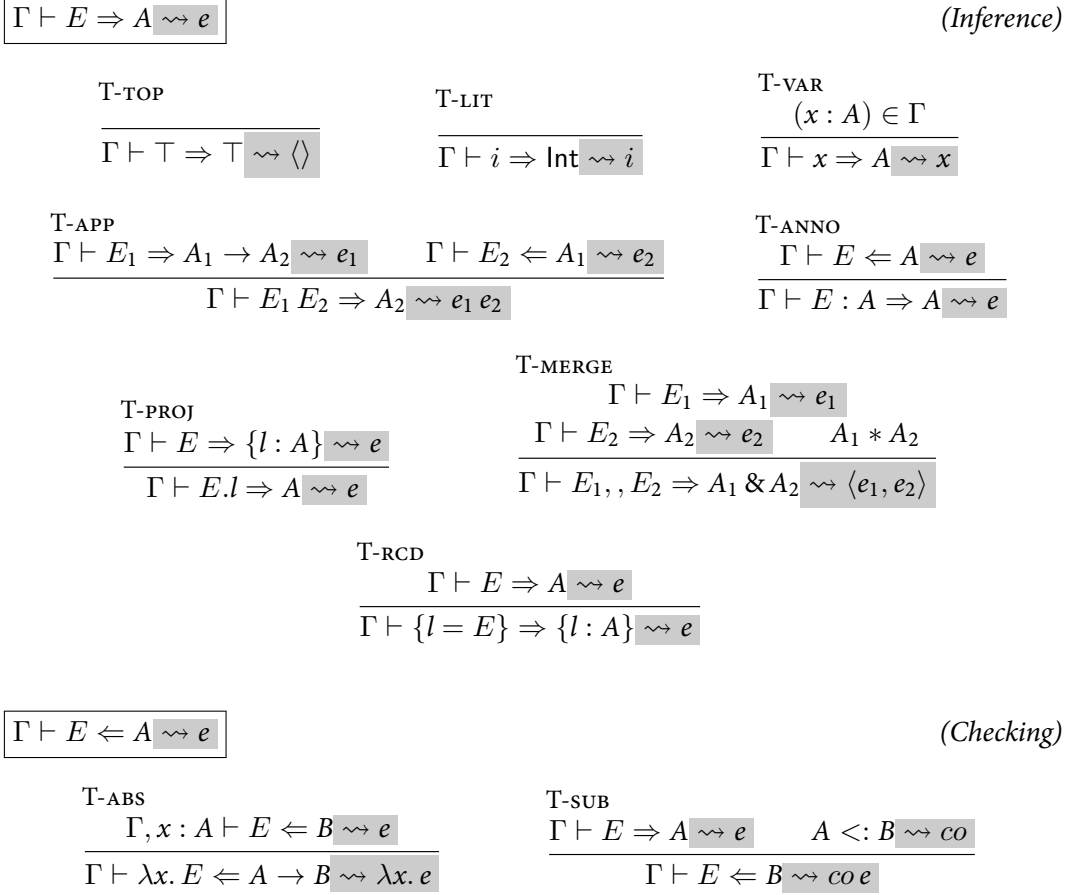 Γ ⊢ E ⇒ A ⇝ e (Inference)
T-TOP
Γ ⊢ ⊤ ⇒ ⊤ ⇝ ⟨⟩
T-LIT
Γ ⊢ i ⇒ Int ⇝ i
T-VAR
(x : A) ∈ Γ
Γ ⊢ x ⇒ A ⇝ x
T-APP
Γ ⊢ E₁ ⇒ A₁ → A₂ ⇝ e₁ Γ ⊢ E₂ ⇐ A₁ ⇝ e₂
Γ ⊢ E₁ E₂ ⇒ A₂ ⇝ e₁ e₂
T-ANNO
Γ ⊢ E ⇐ A ⇝ e
Γ ⊢ E : A ⇒ A ⇝ e
T-PROJ
Γ ⊢ E ⇒ {l : A} ⇝ e
Γ ⊢ E.l ⇒ A ⇝ e
T-MERGE
Γ ⊢ E₁ ⇒ A₁ ⇝ e₁
Γ ⊢ E₂ ⇒ A₂ ⇝ e₂ A₁ ∗ A₂
Γ ⊢ E₁, , E₂ ⇒ A₁ & A₂ ⇝ ⟨e₁, e₂⟩
T-RCD
Γ ⊢ E ⇒ A ⇝ e
Γ ⊢ {l = E} ⇒ {l : A} ⇝ e
Γ ⊢ E ⇐ A ⇝ e (Checking)
T-ABS
Γ, x : A ⊢ E ⇐ B ⇝ e
Γ ⊢ λx. E ⇐ A → B ⇝ λx. e
T-SUB
Γ ⊢ E ⇒ A ⇝ e A <: B ⇝ co
Γ ⊢ E ⇐ B ⇝ co e